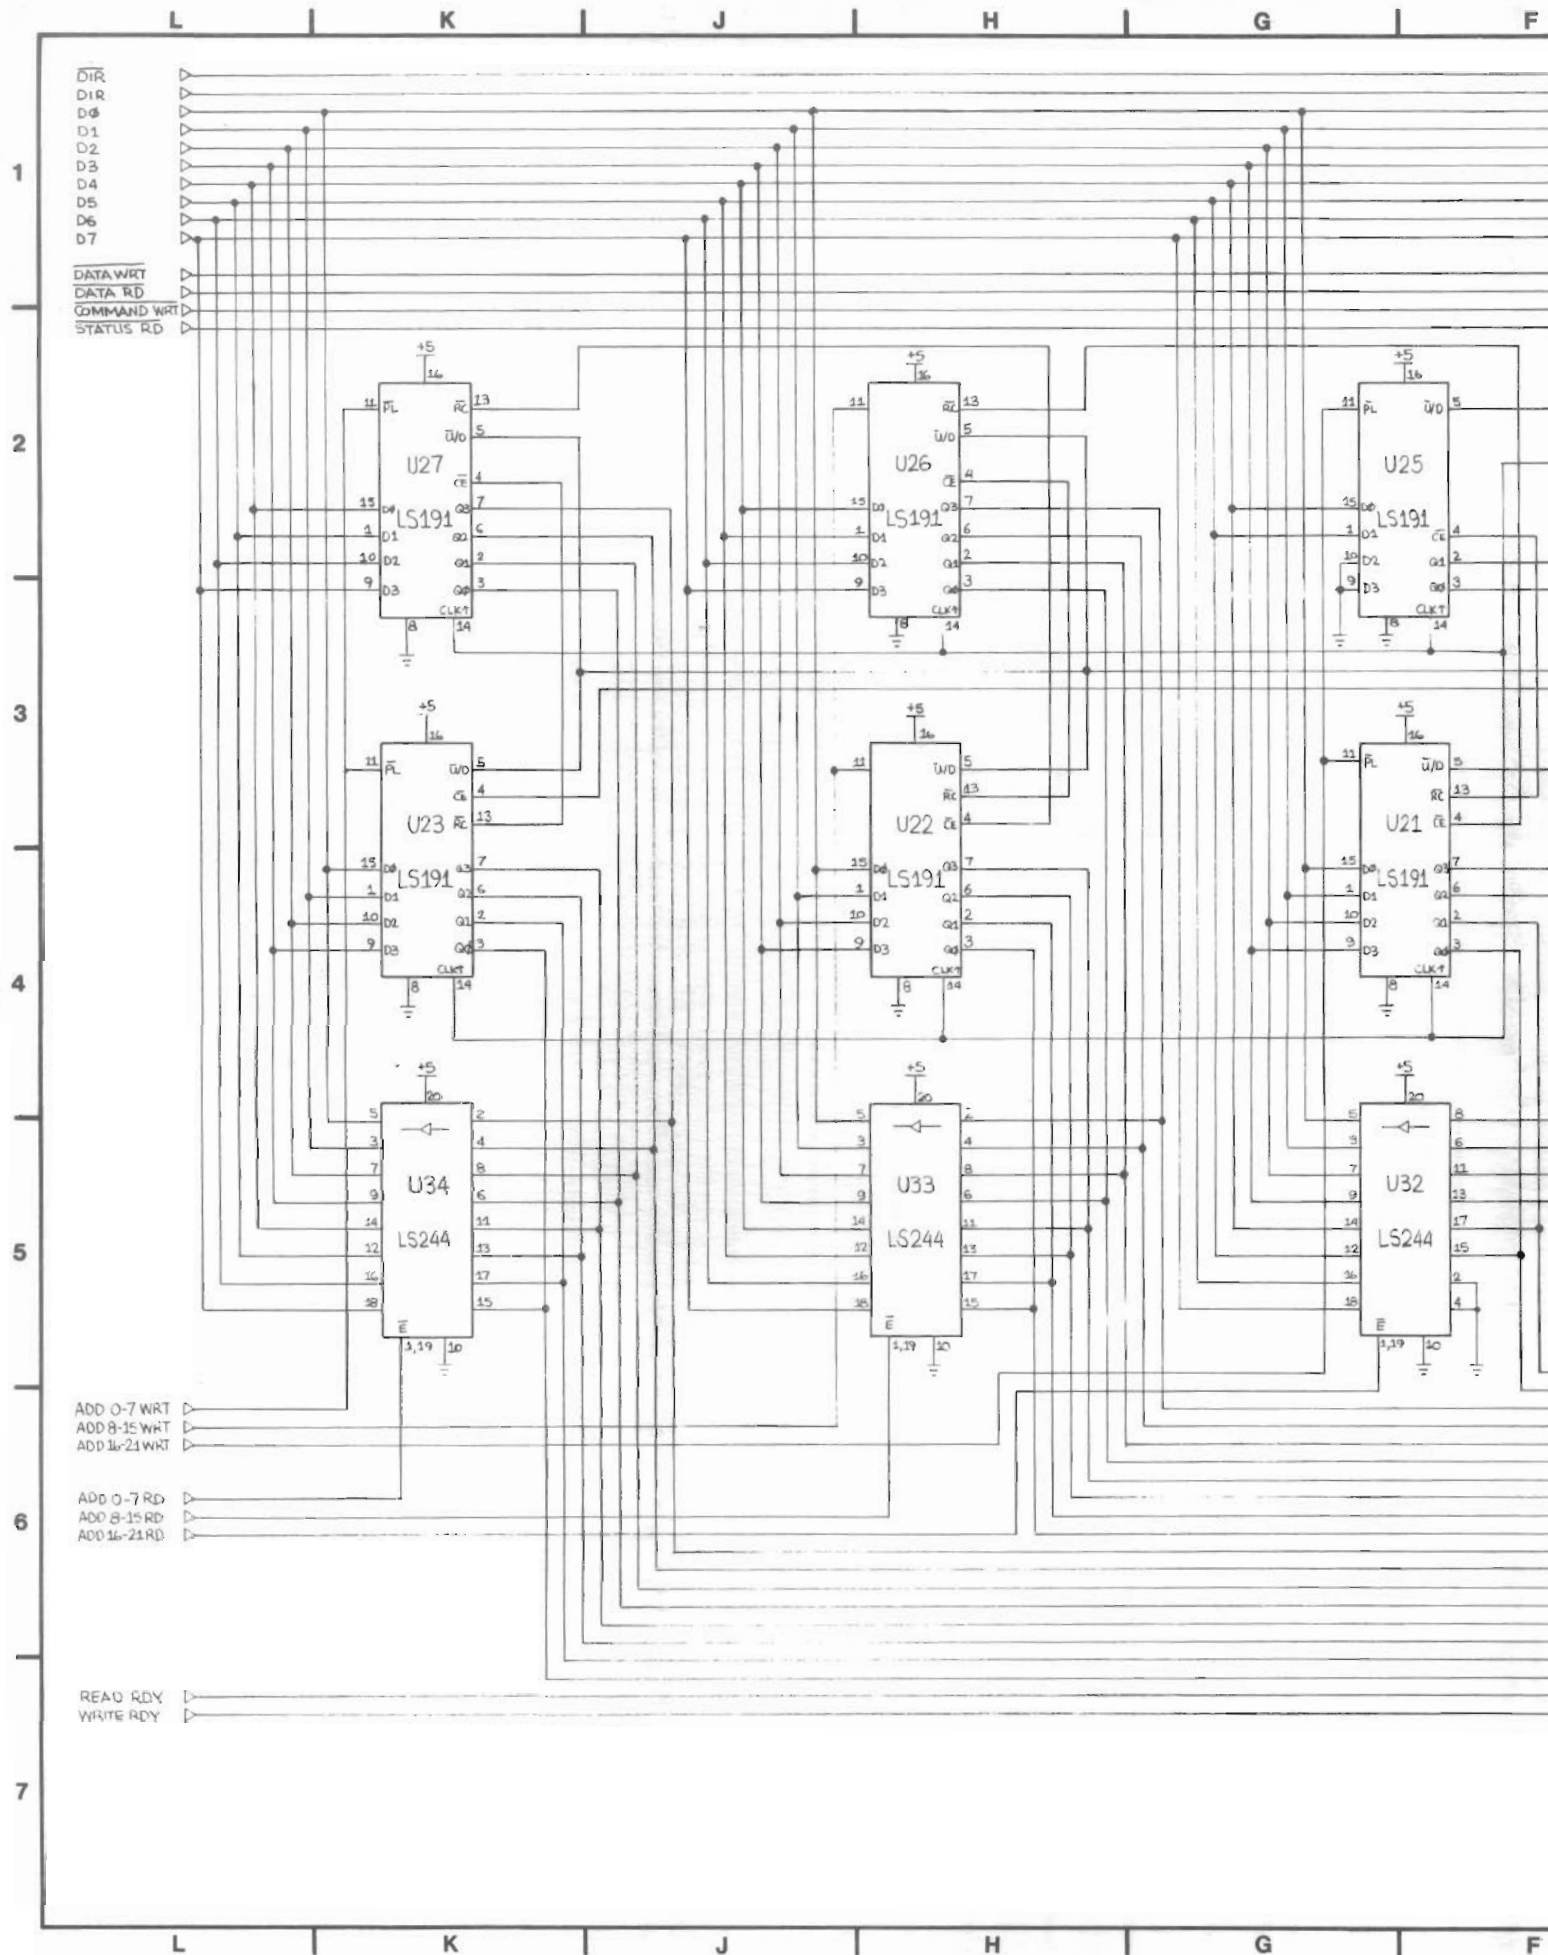 L K J H G F
1
2
3
4
5
6
7
DIR
DIR
DØ
D1
D2
D3
D4
D5
D6
D7
DATA WRT
DATA RD
COMMAND WRT
STATUS RD
+5
16
11 PL RC 13
U/D 5
U27
CE 4
15 DØ LS191 Q3 7
1 D1 Q2 6
10 D2 Q1 2
9 D3 QØ 3
CLK↑
8 14
+5
16
11 RC 13
U/D 5
U26
CE 4
15 DØ LS191 Q3 7
1 D1 Q2 6
10 D2 Q1 2
9 D3 QØ 3
CLK↑
8 14
+5
16
11 PL U/D 5
U25
15 DØ LS191
1 D1 CE 4
10 D2 Q1 2
9 D3 QØ 3
CLK↑
8 14
+5
16
11 PL U/D 5
CE 4
U23 RC 13
15 DØ LS191 Q3 7
1 D1 Q2 6
10 D2 Q1 2
9 D3 QØ 3
CLK↑
8 14
+5
16
11 U/D 5
RC 13
U22 CE 4
15 DØ LS191 Q3 7
1 D1 Q2 6
10 D2 Q1 2
9 D3 QØ 3
CLK↑
8 14
+5
16
11 PL U/D 5
RC 13
U21 CE 4
15 DØ LS191 Q3 7
1 D1 Q2 6
10 D2 Q1 2
9 D3 QØ 3
CLK↑
8 14
+5
20
5 2
3 4
7 U34 8
9 6
14 LS244 11
12 13
16 17
18 15
E
1,19 10
+5
20
5 2
3 4
7 U33 8
9 6
14 LS244 11
12 13
16 17
18 15
E
1,19 10
+5
20
5 8
3 6
7 U32 11
9 13
14 LS244 17
12 15
16 2
18 4
E
1,19 10
ADD 0-7 WRT
ADD 8-15 WRT
ADD 16-21 WRT
ADD 0-7 RD
ADD 8-15 RD
ADD 16-21 RD
READ RDY
WRITE RDY
L K J H G F